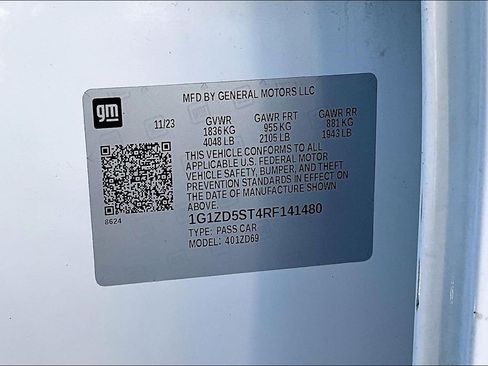 gm
MFD BY GENERAL MOTORS LLC
11/23 GVWR GAWR FRT GAWR RR
1836 KG 955 KG 881 KG
4048 LB 2105 LB 1943 LB
THIS VEHICLE CONFORMS TO ALL
APPLICABLE U.S. FEDERAL MOTOR
VEHICLE SAFETY, BUMPER, AND THEFT
PREVENTION STANDARDS IN EFFECT ON
THE DATE OF MANUFACTURE SHOWN ABOVE.
8624
1G1ZD5ST4RF141480
TYPE: PASS CAR
MODEL: 401ZD69